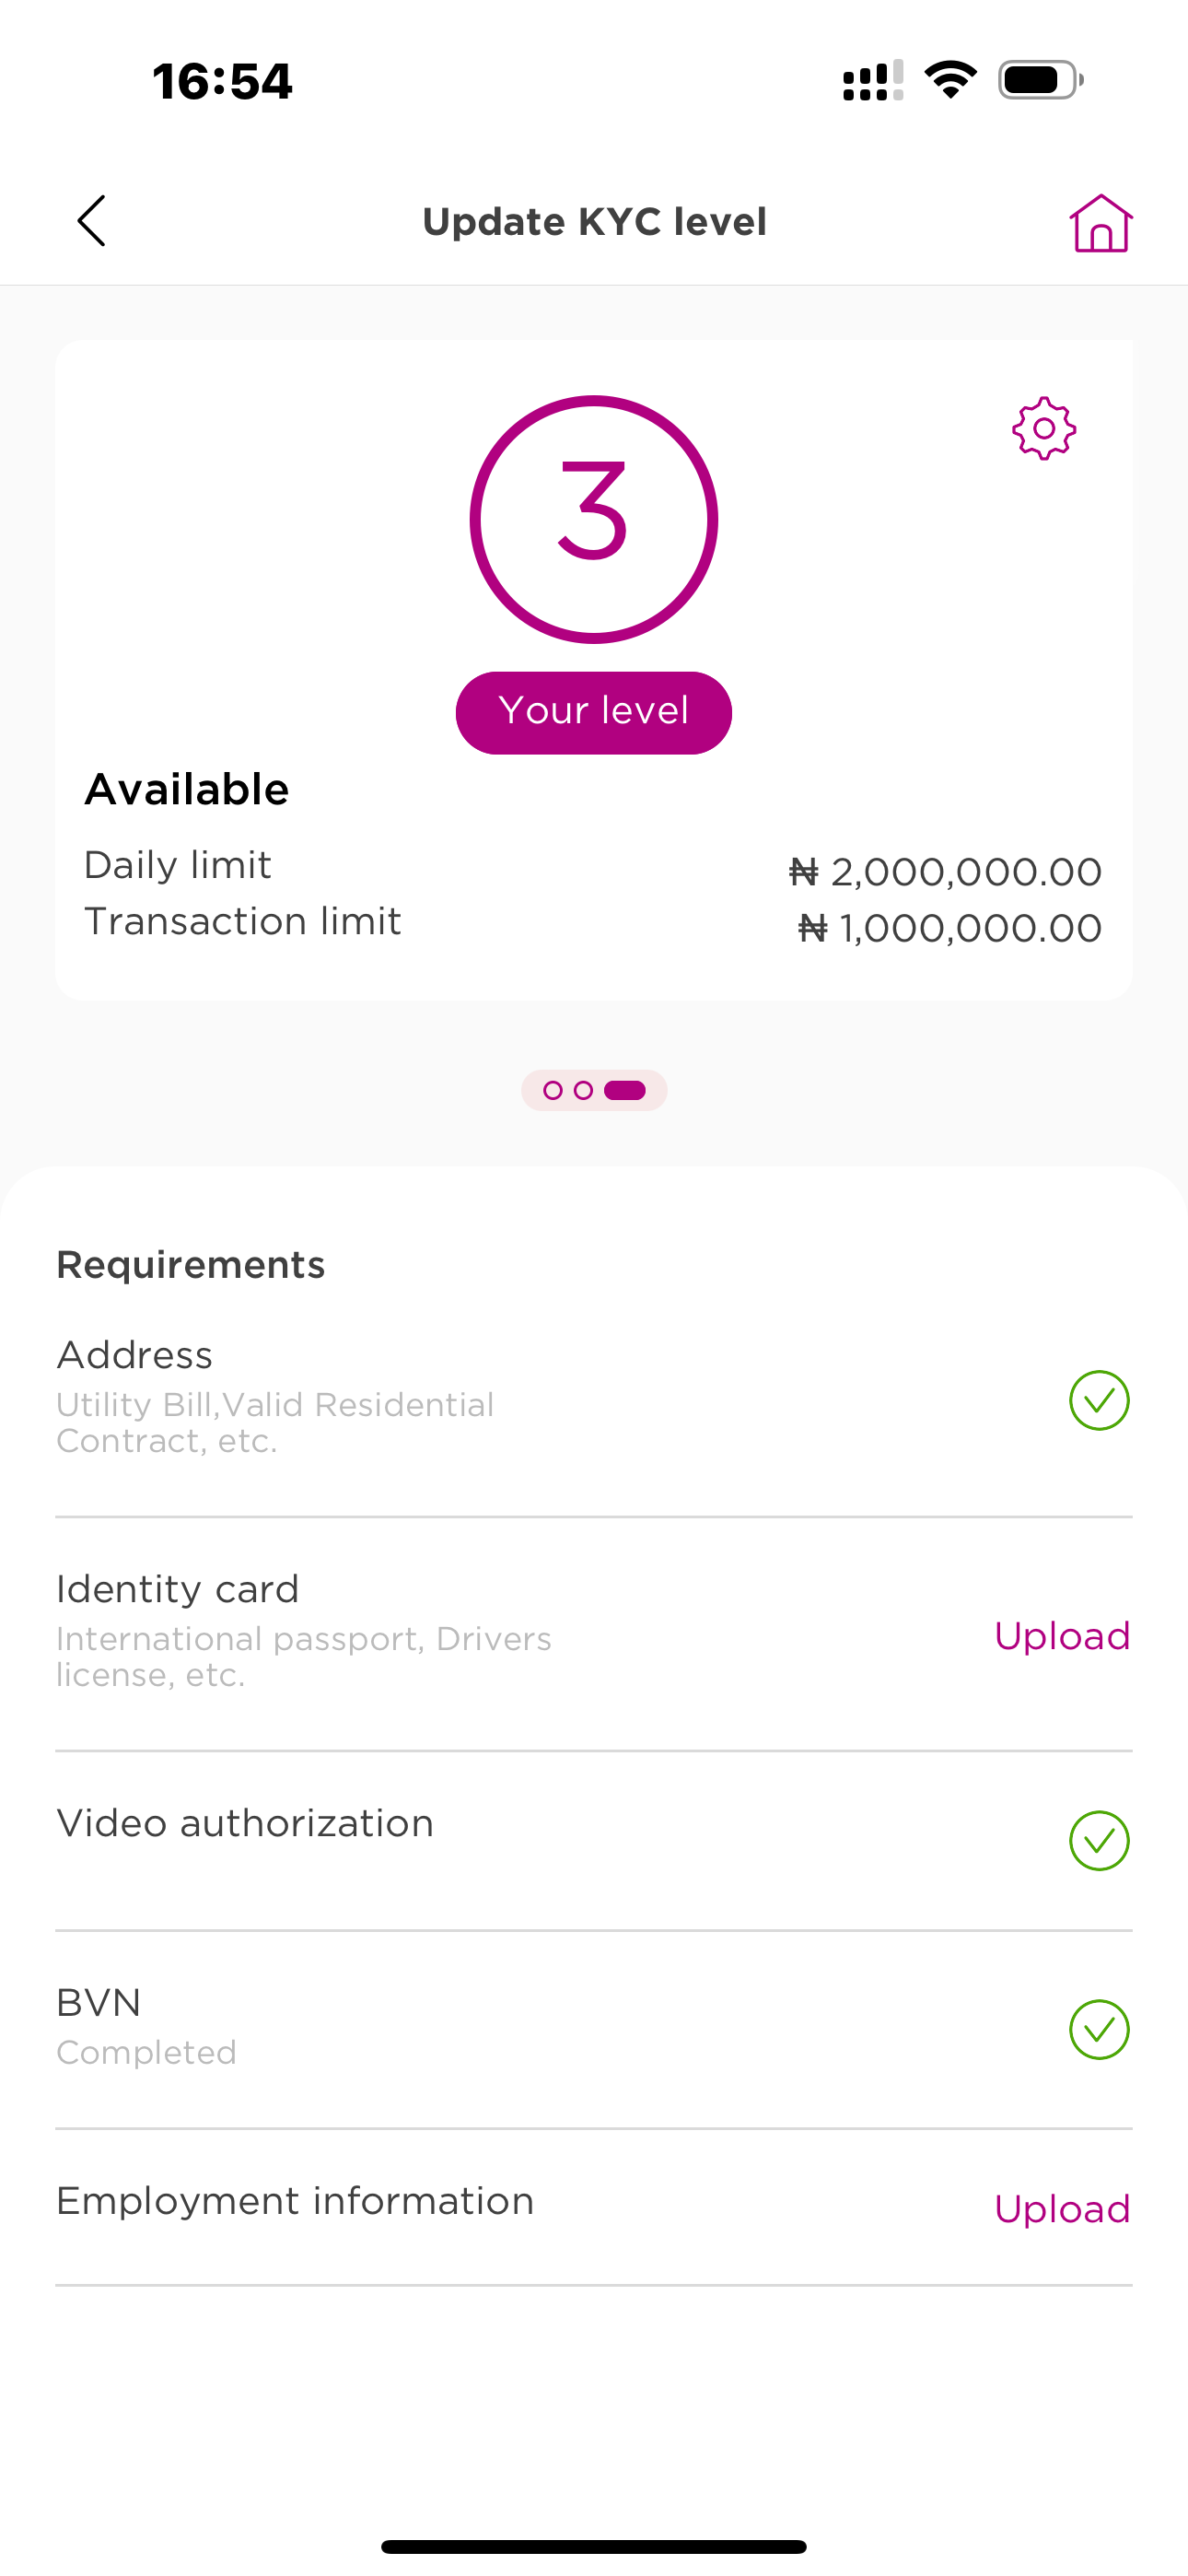 16:54
Update KYC level
3
Your level
Available
Daily limit ₦ 2,000,000.00
Transaction limit ₦ 1,000,000.00
Requirements
Address
Utility Bill,Valid Residential
Contract, etc.
Identity card
International passport, Drivers
license, etc.
Upload
Video authorization
BVN
Completed
Employment information
Upload